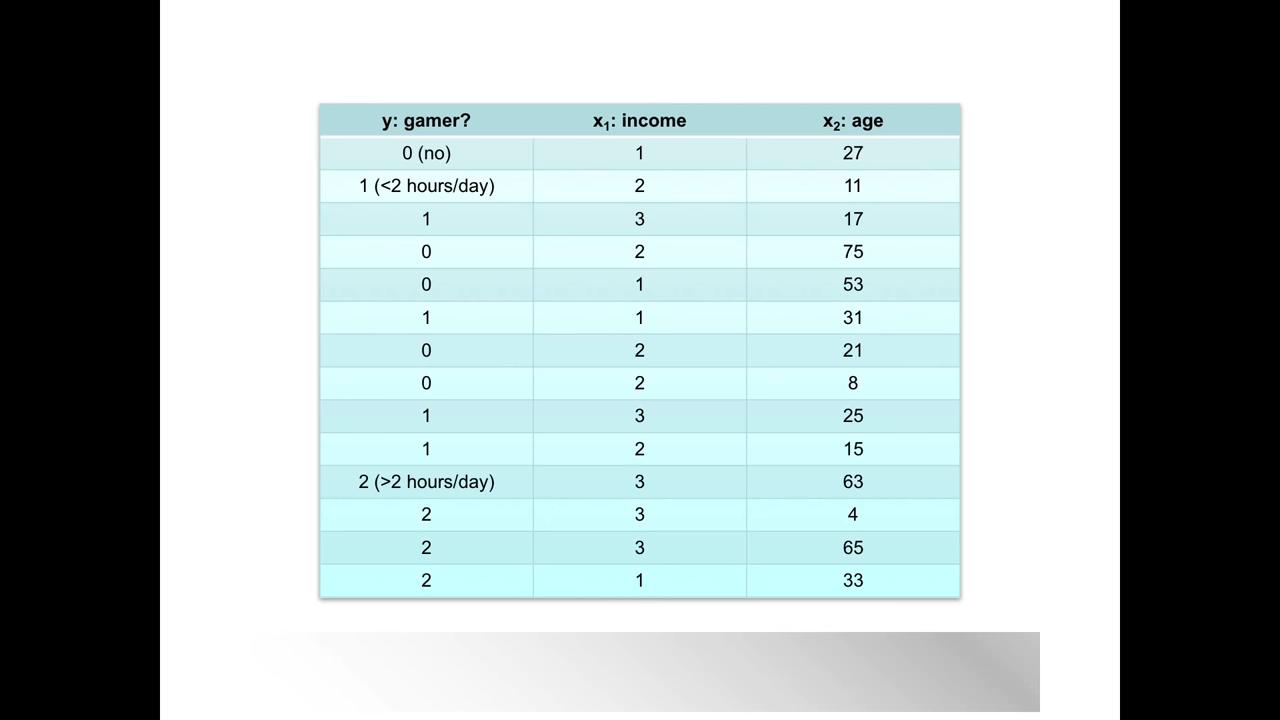 y: gamer? x1: income x2: age
0 (no) 1 27
1 (<2 hours/day) 2 11
1 3 17
0 2 75
0 1 53
1 1 31
0 2 21
0 2 8
1 3 25
1 2 15
2 (>2 hours/day) 3 63
2 3 4
2 3 65
2 1 33